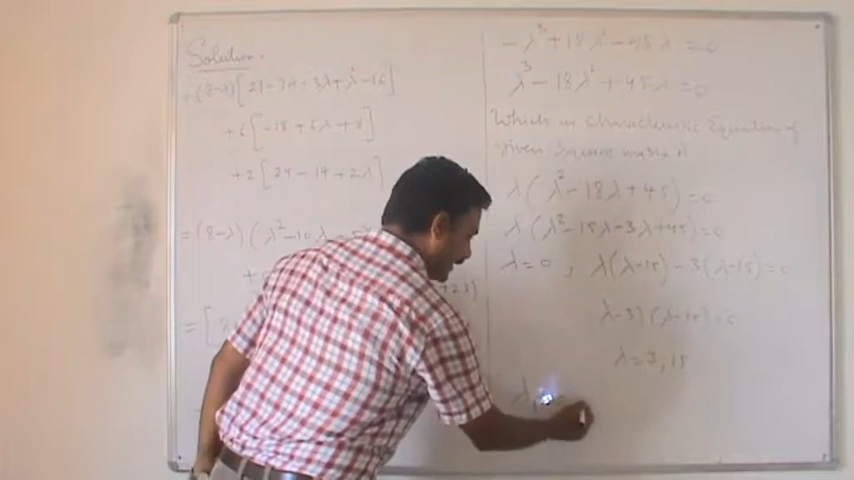 Solution.
(8-λ)[21-7λ-3λ+λ²-16]
+6[-18+6λ+8]
+2[24-14+2λ]
=(8-λ)(λ²-10λ
=[
-λ³+18λ²-45λ=0
λ³-18λ²+45λ=0
Which is Characteristic Equation of
given Square matrix
λ(λ²-18λ+45)=0
λ(λ²-15λ-3λ+45)=0
λ=0, λ(λ-15)-3(λ-15)=0
λ-3)(λ-15)=0
λ=3,15
λ